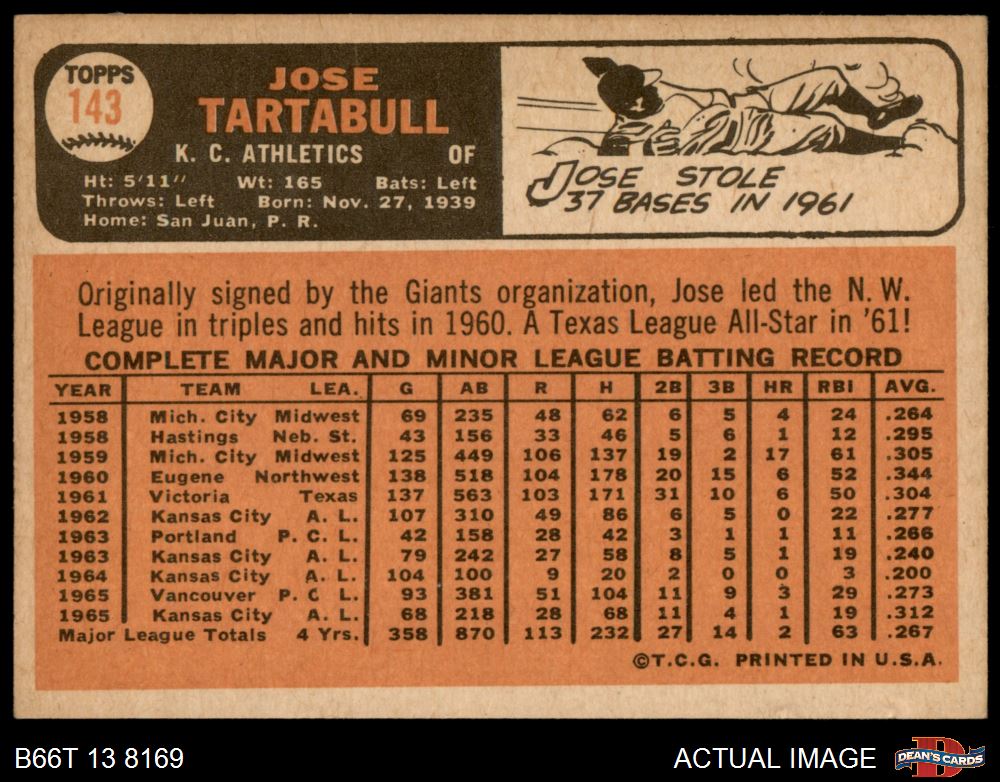 TOPPS
143
JOSE
TARTABULL
K. C. ATHLETICS OF
Ht: 5'11" Wt: 165 Bats: Left
Throws: Left Born: Nov. 27, 1939
Home: San Juan, P. R.
JOSE STOLE
37 BASES IN 1961
Originally signed by the Giants organization, Jose led the N. W.
League in triples and hits in 1960. A Texas League All-Star in '61!
COMPLETE MAJOR AND MINOR LEAGUE BATTING RECORD
YEAR TEAM LEA. G AB R H 2B 3B HR RBI AVG.
1958 Mich. City Midwest 69 235 48 62 6 5 4 24 .264
1958 Hastings Neb. St. 43 156 33 46 5 6 1 12 .295
1959 Mich. City Midwest 125 449 106 137 19 2 17 61 .305
1960 Eugene Northwest 138 518 104 178 20 15 6 52 .344
1961 Victoria Texas 137 563 103 171 31 10 6 50 .304
1962 Kansas City A. L. 107 310 49 86 6 5 0 22 .277
1963 Portland P. C. L. 42 158 28 42 3 1 1 11 .266
1963 Kansas City A. L. 79 242 27 58 8 5 1 19 .240
1964 Kansas City A. L. 104 100 9 20 2 0 0 3 .200
1965 Vancouver P. C L. 93 381 51 104 11 9 3 29 .273
1965 Kansas City A. L. 68 218 28 68 11 4 1 19 .312
Major League Totals 4 Yrs. 358 870 113 232 27 14 2 63 .267
©T.C.G. PRINTED IN U.S.A.
B66T 13 8169 ACTUAL IMAGE
D
DEAN'S CARDS